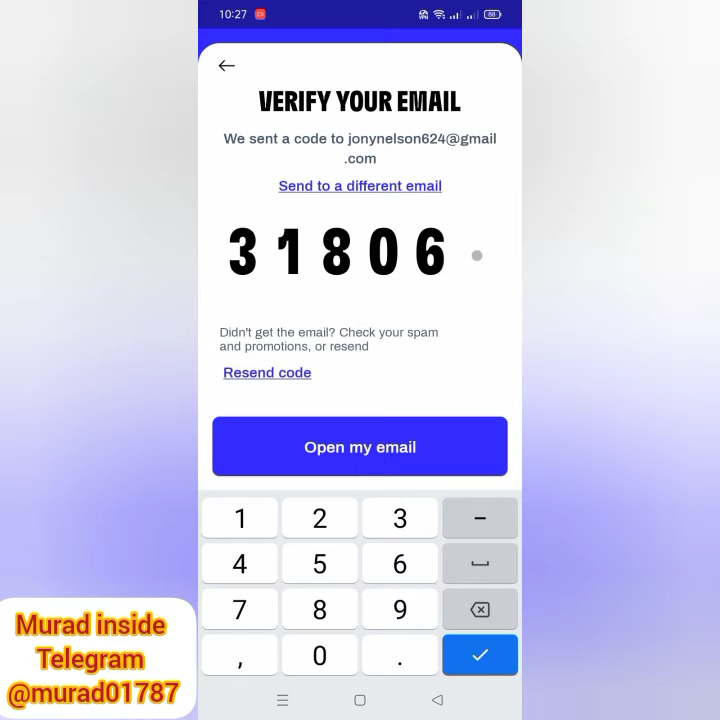 10:27
88
VERIFY YOUR EMAIL
We sent a code to jonynelson624@gmail
.com
Send to a different email
3 1 8 0 6
Didn't get the email? Check your spam
and promotions, or resend
Resend code
Open my email
1 2 3 -
4 5 6
7 8 9
, 0 .
Murad inside
Telegram
@murad01787